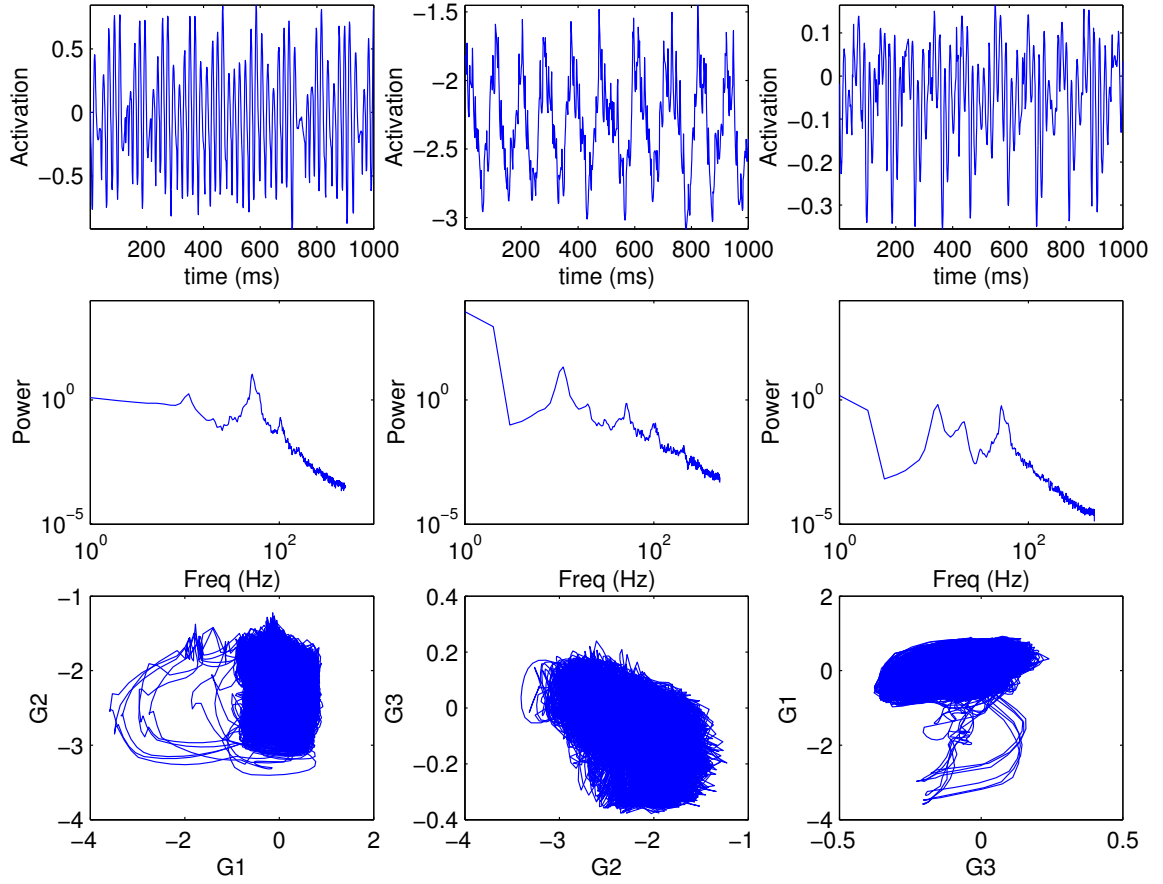 0.5
0
−0.5
Activation
200 400 600 800 1000
time (ms)
−1.5
−2
−2.5
−3
Activation
200 400 600 800 1000
time (ms)
0.1
0
−0.1
−0.2
−0.3
Activation
200 400 600 800 1000
time (ms)
10^0
10^−5
Power
10^0 10^2
Freq (Hz)
10^0
10^−5
Power
10^0 10^2
Freq (Hz)
10^0
10^−5
Power
10^0 10^2
Freq (Hz)
−1
−2
−3
−4
G2
−4 −2 0 2
G1
0.4
0.2
0
−0.2
−0.4
G3
−4 −3 −2 −1
G2
2
0
−2
−4
G1
−0.5 0 0.5
G3